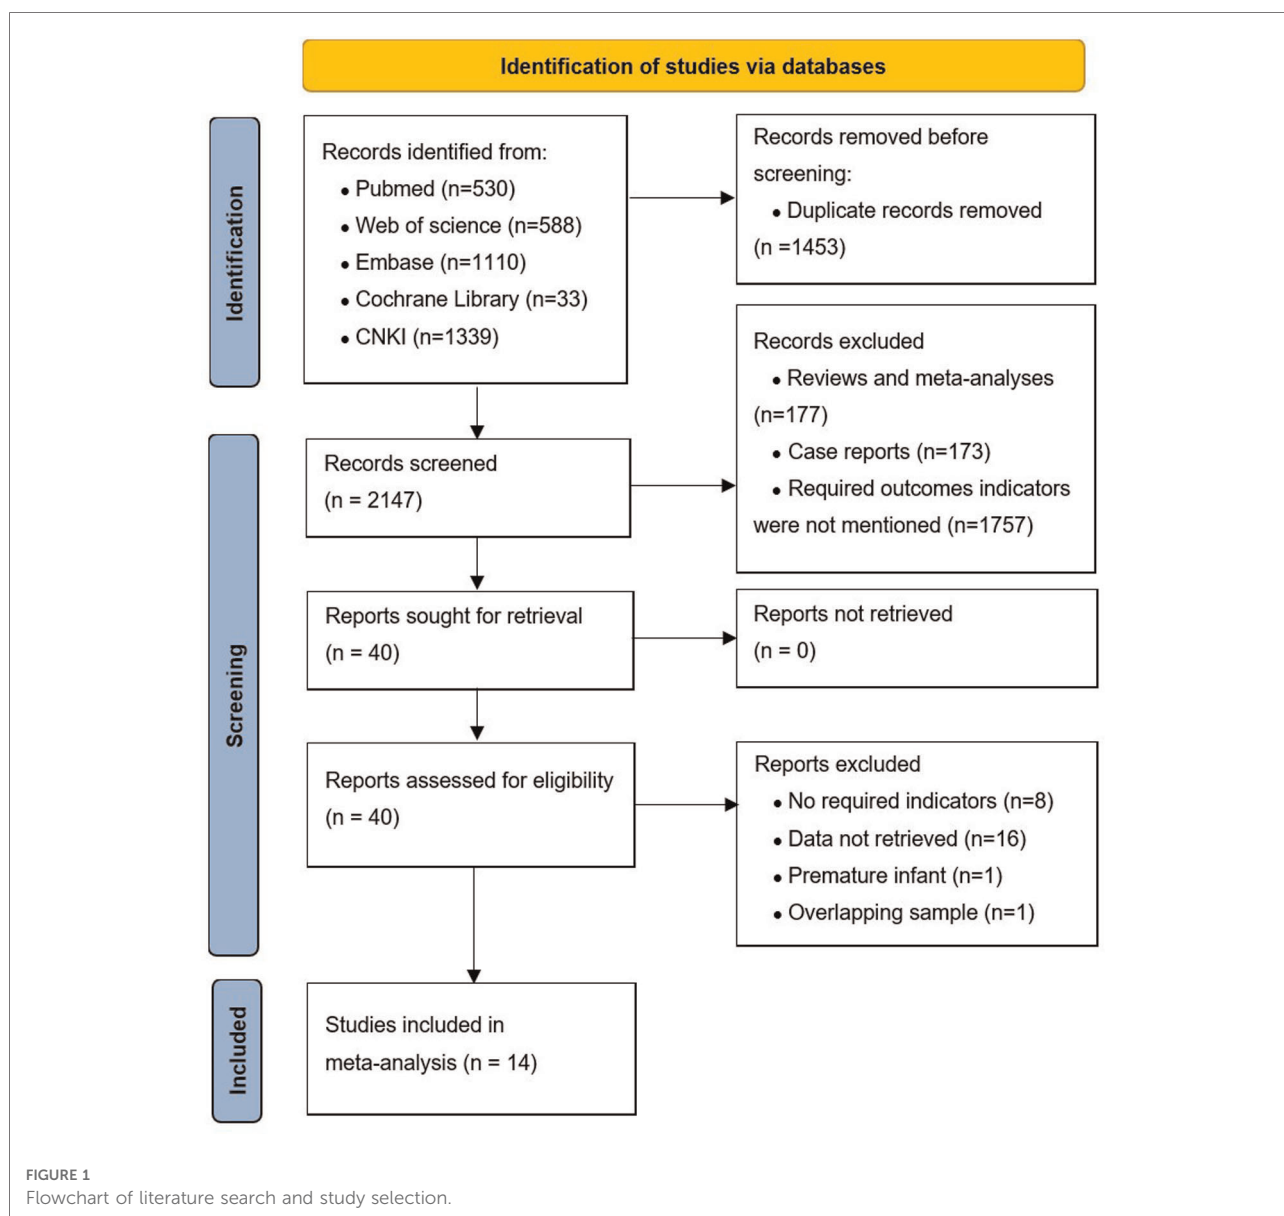 Identification of studies via databases
Identification
Records identified from:
● Pubmed (n=530)
● Web of science (n=588)
● Embase (n=1110)
● Cochrane Library (n=33)
● CNKI (n=1339)
Records removed before
screening:
● Duplicate records removed
(n =1453)
Screening
Records screened
(n = 2147)
Records excluded
● Reviews and meta-analyses
(n=177)
● Case reports (n=173)
● Required outcomes indicators
were not mentioned (n=1757)
Reports sought for retrieval
(n = 40)
Reports not retrieved
(n = 0)
Reports assessed for eligibility
(n = 40)
Reports excluded
● No required indicators (n=8)
● Data not retrieved (n=16)
● Premature infant (n=1)
● Overlapping sample (n=1)
Included
Studies included in
meta-analysis (n = 14)
FIGURE 1
Flowchart of literature search and study selection.